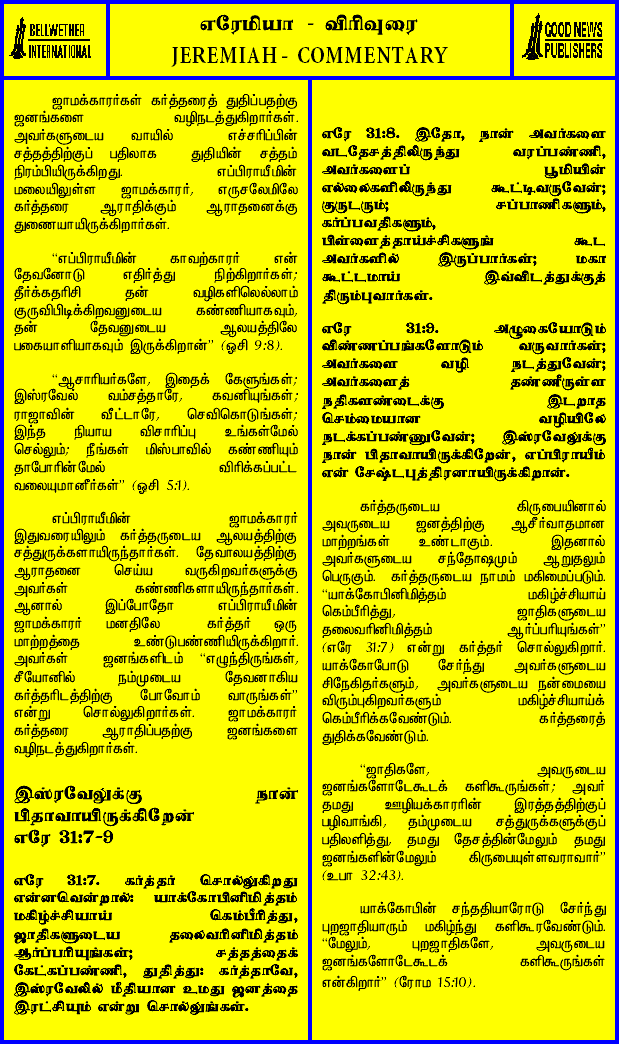 BELLWETHER
INTERNATIONAL
எரேமியா - விரிவுரை
JEREMIAH - COMMENTARY
GOOD NEWS
PUBLISHERS
ஜாமக்காரர்கள் கர்த்தரைத் துதிப்பதற்கு
ஜனங்களை வழிநடத்துகிறார்கள்.
அவர்களுடைய வாயில் எச்சரிப்பின்
சத்தத்திற்குப் பதிலாக துதியின் சத்தம்
நிரம்பியிருக்கிறது. எப்பிராயீமின்
மலையிலுள்ள ஜாமக்காரர், எருசலேமிலே
கர்த்தரை ஆராதிக்கும் ஆராதனைக்கு
துணையாயிருக்கிறார்கள்.
“எப்பிராயீமின் காவற்காரர் என்
தேவனோடு எதிர்த்து நிற்கிறார்கள்;
தீர்க்கதரிசி தன் வழிகளிலெல்லாம்
குருவிபிடிக்கிறவனுடைய கண்ணியாகவும்,
தன் தேவனுடைய ஆலயத்திலே
பகையாளியாகவும் இருக்கிறான்” (ஓசி 9:8).
“ஆசாரியர்களே, இதைக் கேளுங்கள்;
இஸ்ரவேல் வம்சத்தாரே, கவனியுங்கள்;
ராஜாவின் வீட்டாரே, செவிகொடுங்கள்;
இந்த நியாய விசாரிப்பு உங்கள்மேல்
செல்லும்; நீங்கள் மிஸ்பாவில் கண்ணியும்
தாபோரின்மேல் விரிக்கப்பட்ட
வலையுமானீர்கள்” (ஓசி 5:1).
எப்பிராயீமின் ஜாமக்காரர்
இதுவரையிலும் கர்த்தருடைய ஆலயத்திற்கு
சத்துருக்களாயிருந்தார்கள். தேவாலயத்திற்கு
ஆராதனை செய்ய வருகிறவர்களுக்கு
அவர்கள் கண்ணிகளாயிருந்தார்கள்.
ஆனால் இப்போதோ எப்பிராயீமின்
ஜாமக்காரர் மனதிலே கர்த்தர் ஒரு
மாற்றத்தை உண்டுபண்ணியிருக்கிறார்.
அவர்கள் ஜனங்களிடம் “எழுந்திருங்கள்,
சீயோனில் நம்முடைய தேவனாகிய
கர்த்தரிடத்திற்கு போவோம் வாருங்கள்”
என்று சொல்லுகிறார்கள். ஜாமக்காரர்
கர்த்தரை ஆராதிப்பதற்கு ஜனங்களை
வழிநடத்துகிறார்கள்.
இஸ்ரவேலுக்கு நான்
பிதாவாயிருக்கிறேன்
எரே 31:7-9
எரே 31:7. கர்த்தர் சொல்லுகிறது
என்னவென்றால்: யாக்கோபினிமித்தம்
மகிழ்ச்சியாய் கெம்பீரித்து,
ஜாதிகளுடைய தலைவரினிமித்தம்
ஆர்ப்பரியுங்கள்; சத்தத்தைக்
கேட்கப்பண்ணி, துதித்து: கர்த்தாவே,
இஸ்ரவேலில் மீதியான உமது ஜனத்தை
இரட்சியும் என்று சொல்லுங்கள்.
எரே 31:8. இதோ, நான் அவர்களை
வடதேசத்திலிருந்து வரப்பண்ணி,
அவர்களைப் பூமியின்
எல்லைகளிலிருந்து கூட்டிவருவேன்;
குருடரும்; சப்பாணிகளும்,
கர்ப்பவதிகளும்,
பிள்ளைத்தாய்ச்சிகளுங் கூட
அவர்களில் இருப்பார்கள்; மகா
கூட்டமாய் இவ்விடத்துக்குத்
திரும்புவார்கள்.
எரே 31:9. அழுகையோடும்
விண்ணப்பங்களோடும் வருவார்கள்;
அவர்களை வழி நடத்துவேன்;
அவர்களைத் தண்ணீருள்ள
நதிகளண்டைக்கு இடறாத
செம்மையான வழியிலே
நடக்கப்பண்ணுவேன்; இஸ்ரவேலுக்கு
நான் பிதாவாயிருக்கிறேன், எப்பிராயீம்
என் சேஷ்டபுத்திரனாயிருக்கிறான்.
கர்த்தருடைய கிருபையினால்
அவருடைய ஜனத்திற்கு ஆசீர்வாதமான
மாற்றங்கள் உண்டாகும். இதனால்
அவர்களுடைய சந்தோஷமும் ஆறுதலும்
பெருகும். கர்த்தருடைய நாமம் மகிமைப்படும்.
“யாக்கோபினிமித்தம் மகிழ்ச்சியாய்
கெம்பீரித்து, ஜாதிகளுடைய
தலைவரினிமித்தம் ஆர்ப்பரியுங்கள்”
(எரே 31:7) என்று கர்த்தர் சொல்லுகிறார்.
யாக்கோபோடு சேர்ந்து அவர்களுடைய
சிநேகிதர்களும், அவர்களுடைய நன்மையை
விரும்புகிறவர்களும் மகிழ்ச்சியாய்க்
கெம்பீரிக்கவேண்டும். கர்த்தரைத்
துதிக்கவேண்டும்.
“ஜாதிகளே, அவருடைய
ஜனங்களோடேகூடக் களிகூருங்கள்; அவர்
தமது ஊழியக்காரரின் இரத்தத்திற்குப்
பழிவாங்கி, தம்முடைய சத்துருக்களுக்குப்
பதிலளித்து, தமது தேசத்தின்மேலும் தமது
ஜனங்களின்மேலும் கிருபையுள்ளவராவார்”
(உபா 32:43).
யாக்கோபின் சந்ததியாரோடு சேர்ந்து
புறஜாதியாரும் மகிழ்ந்து களிகூரவேண்டும்.
“மேலும், புறஜாதிகளே, அவருடைய
ஜனங்களோடேகூடக் களிகூருங்கள்
என்கிறார்” (ரோம 15:10).